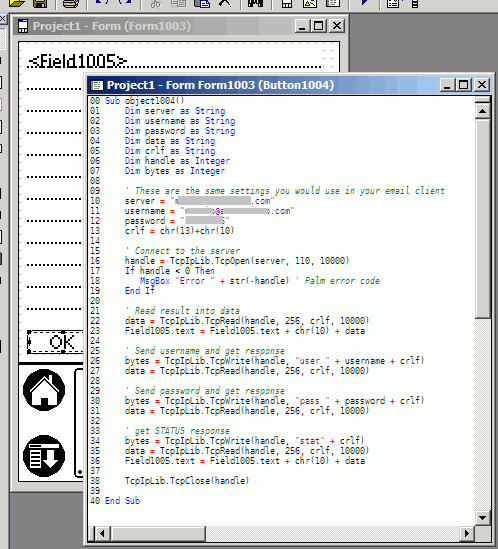 Project1 - Form (Form1003)
<Field1005>
OK
Project1 - Form Form1003 (Button1004)
00 Sub object1004()
01 Dim server as String
02 Dim username as String
03 Dim password as String
04 Dim data as String
05 Dim crlf as String
06 Dim handle as Integer
07 Dim bytes as Integer
08
09 ' These are the same settings you would use in your email client
10 server = "m .com"
11 username = " @a .com"
12 password = " "
13 crlf = chr(13)+chr(10)
14
15 ' Connect to the server
16 handle = TcpIpLib.TcpOpen(server, 110, 10000)
17 If handle < 0 Then
18 MsgBox "Error " + str(-handle) ' Palm error code
19 End If
20
21 ' Read result into data
22 data = TcpIpLib.TcpRead(handle, 256, crlf, 10000)
23 Field1005.text = Field1005.text + chr(10) + data
24
25 ' Send username and get response
26 bytes = TcpIpLib.TcpWrite(handle, "user " + username + crlf)
27 data = TcpIpLib.TcpRead(handle, 256, crlf, 10000)
28
29 ' Send password and get response
30 bytes = TcpIpLib.TcpWrite(handle, "pass " + password + crlf)
31 data = TcpIpLib.TcpRead(handle, 256, crlf, 10000)
32
33 ' get STATUS response
34 bytes = TcpIpLib.TcpWrite(handle, "stat" + crlf)
35 data = TcpIpLib.TcpRead(handle, 256, crlf, 10000)
36 Field1005.text = Field1005.text + chr(10) + data
37
38 TcpIpLib.TcpClose(handle)
39
40 End Sub